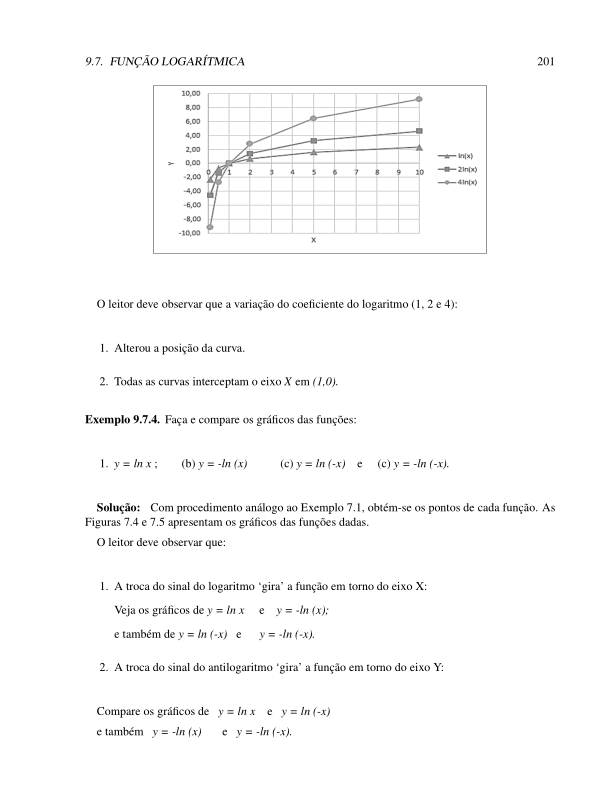 9.7. FUNÇÃO LOGARÍTMICA 201
10,00
8,00
6,00
4,00
2,00
0,00
-2,00
-4,00
-6,00
-8,00
-10,00
Y
0 1 2 3 4 5 6 7 8 9 10
X
ln(x)
2ln(x)
4ln(x)
O leitor deve observar que a variação do coeficiente do logaritmo (1, 2 e 4):
1. Alterou a posição da curva.
2. Todas as curvas interceptam o eixo X em (1,0).
Exemplo 9.7.4. Faça e compare os gráficos das funções:
1. y = ln x ; (b) y = -ln (x) (c) y = ln (-x) e (c) y = -ln (-x).
Solução: Com procedimento análogo ao Exemplo 7.1, obtém-se os pontos de cada função. As
Figuras 7.4 e 7.5 apresentam os gráficos das funções dadas.
O leitor deve observar que:
1. A troca do sinal do logaritmo ‘gira’ a função em torno do eixo X:
Veja os gráficos de y = ln x e y = -ln (x);
e também de y = ln (-x) e y = -ln (-x).
2. A troca do sinal do antilogaritmo ‘gira’ a função em torno do eixo Y:
Compare os gráficos de y = ln x e y = ln (-x)
e também y = -ln (x) e y = -ln (-x).